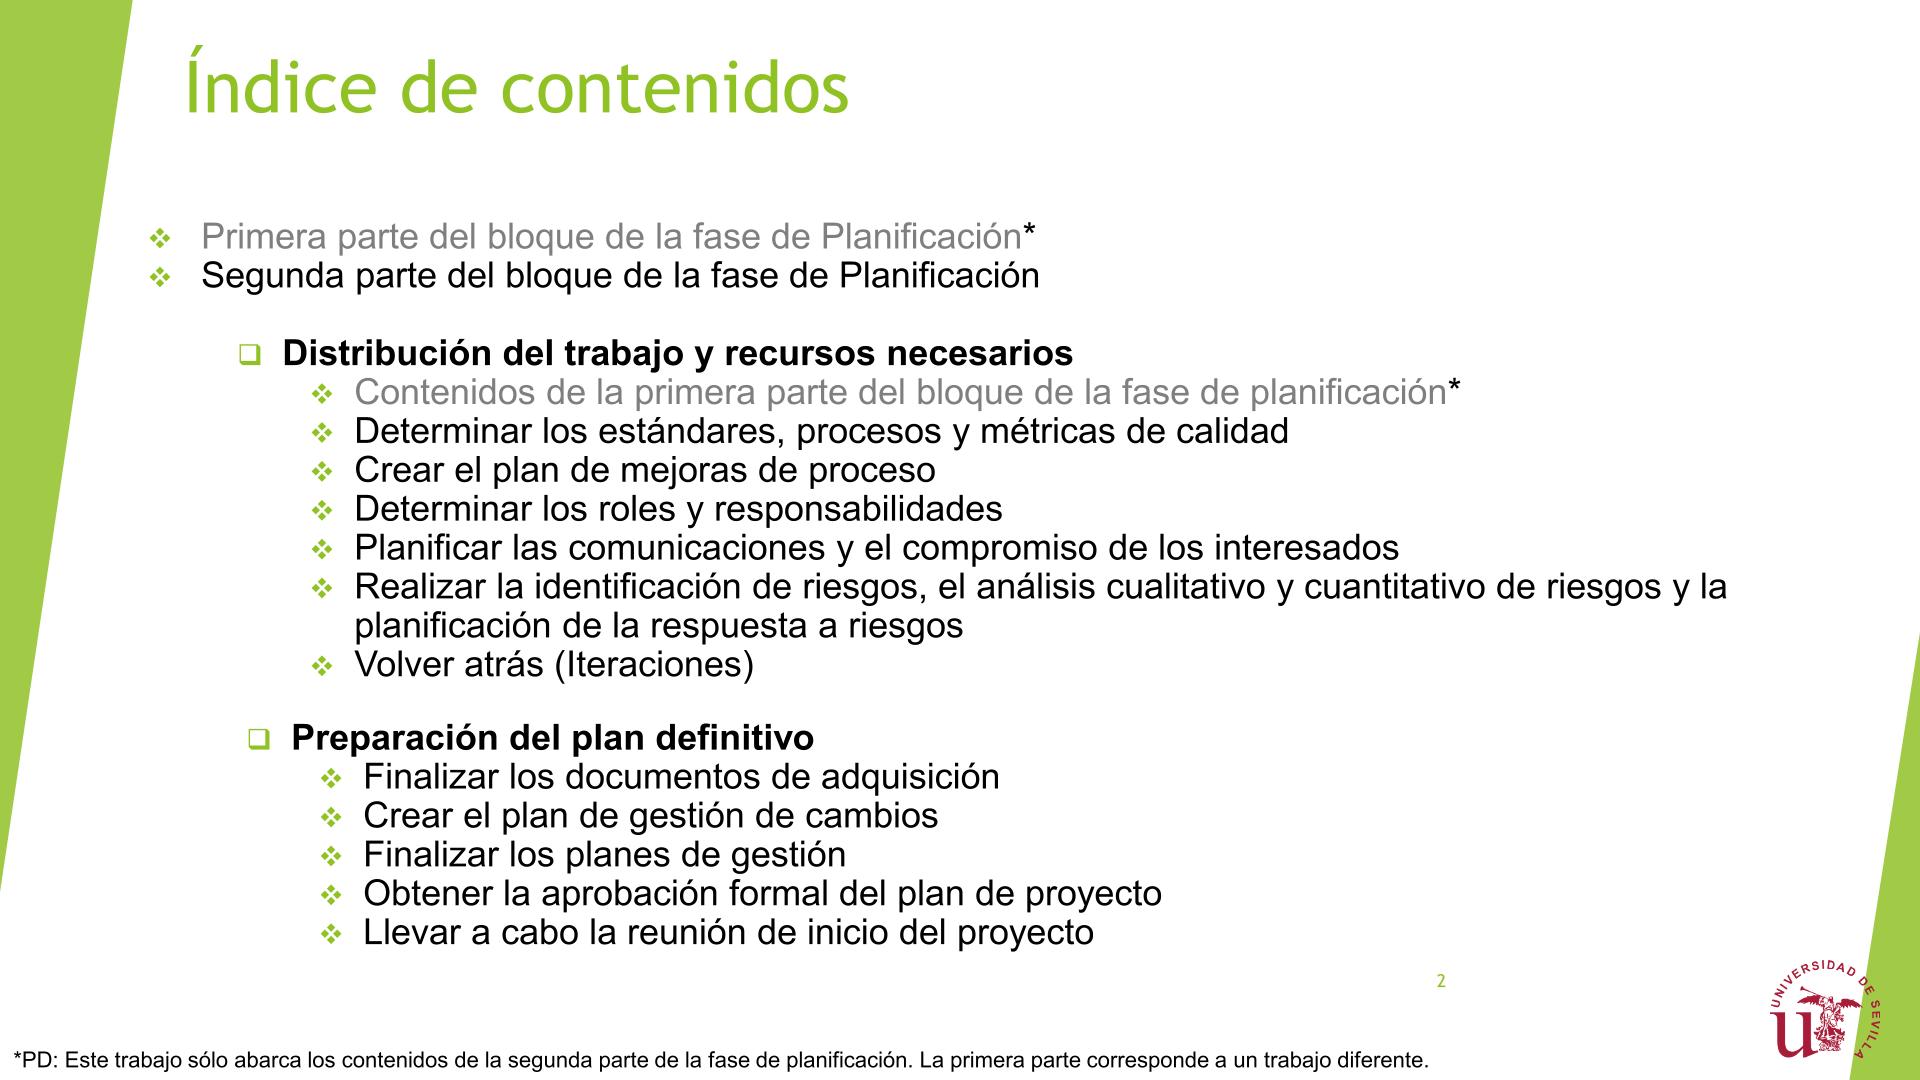 Índice de contenidos
Primera parte del bloque de la fase de Planificación*
Segunda parte del bloque de la fase de Planificación
Distribución del trabajo y recursos necesarios
Contenidos de la primera parte del bloque de la fase de planificación*
Determinar los estándares, procesos y métricas de calidad
Crear el plan de mejoras de proceso
Determinar los roles y responsabilidades
Planificar las comunicaciones y el compromiso de los interesados
Realizar la identificación de riesgos, el análisis cualitativo y cuantitativo de riesgos y la
planificación de la respuesta a riesgos
Volver atrás (Iteraciones)
Preparación del plan definitivo
Finalizar los documentos de adquisición
Crear el plan de gestión de cambios
Finalizar los planes de gestión
Obtener la aprobación formal del plan de proyecto
Llevar a cabo la reunión de inicio del proyecto
2
UNIVERSIDAD DE SEVILLA
u
*PD: Este trabajo sólo abarca los contenidos de la segunda parte de la fase de planificación. La primera parte corresponde a un trabajo diferente.